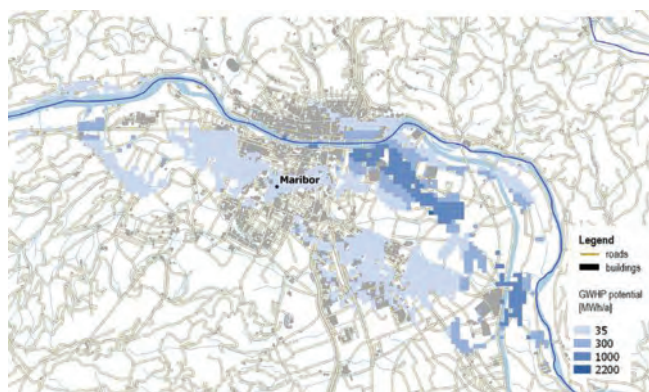 Maribor
Legend
roads
buildings
GWHP potential
[MWh/a]
35
300
1000
2200